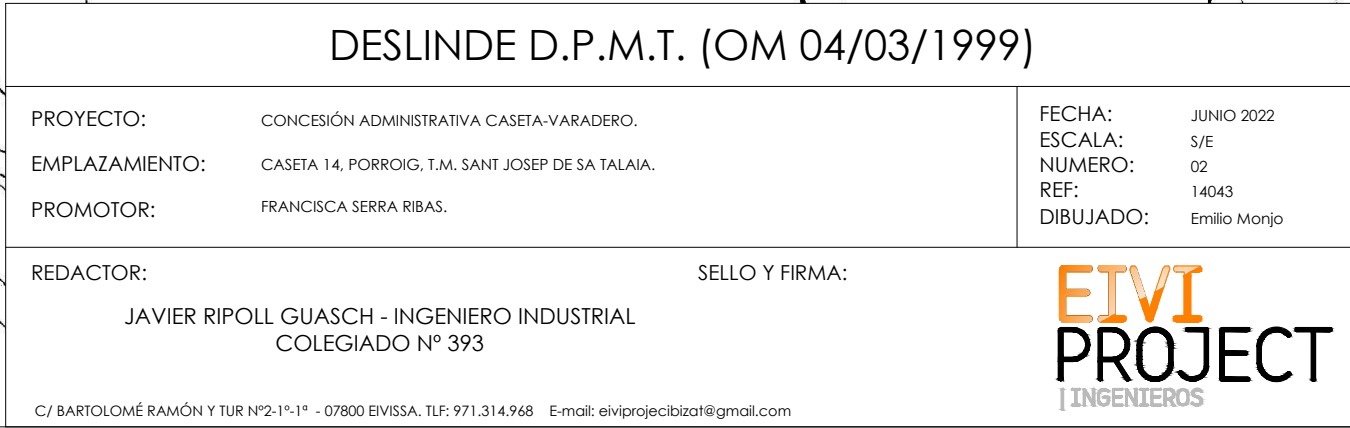 DESLINDE D.P.M.T. (OM 04/03/1999)
PROYECTO: CONCESIÓN ADMINISTRATIVA CASETA-VARADERO.
EMPLAZAMIENTO: CASETA 14, PORROIG, T.M. SANT JOSEP DE SA TALAIA.
PROMOTOR: FRANCISCA SERRA RIBAS.
FECHA: JUNIO 2022
ESCALA: S/E
NUMERO: 02
REF: 14043
DIBUJADO: Emilio Monjo
REDACTOR:
JAVIER RIPOLL GUASCH - INGENIERO INDUSTRIAL
COLEGIADO Nº 393
SELLO Y FIRMA:
EIVI
PROJECT
| INGENIEROS
C/ BARTOLOMÉ RAMÓN Y TUR Nº2-1º-1ª - 07800 EIVISSA. TLF: 971.314.968 E-mail: eiviprojecibizat@gmail.com